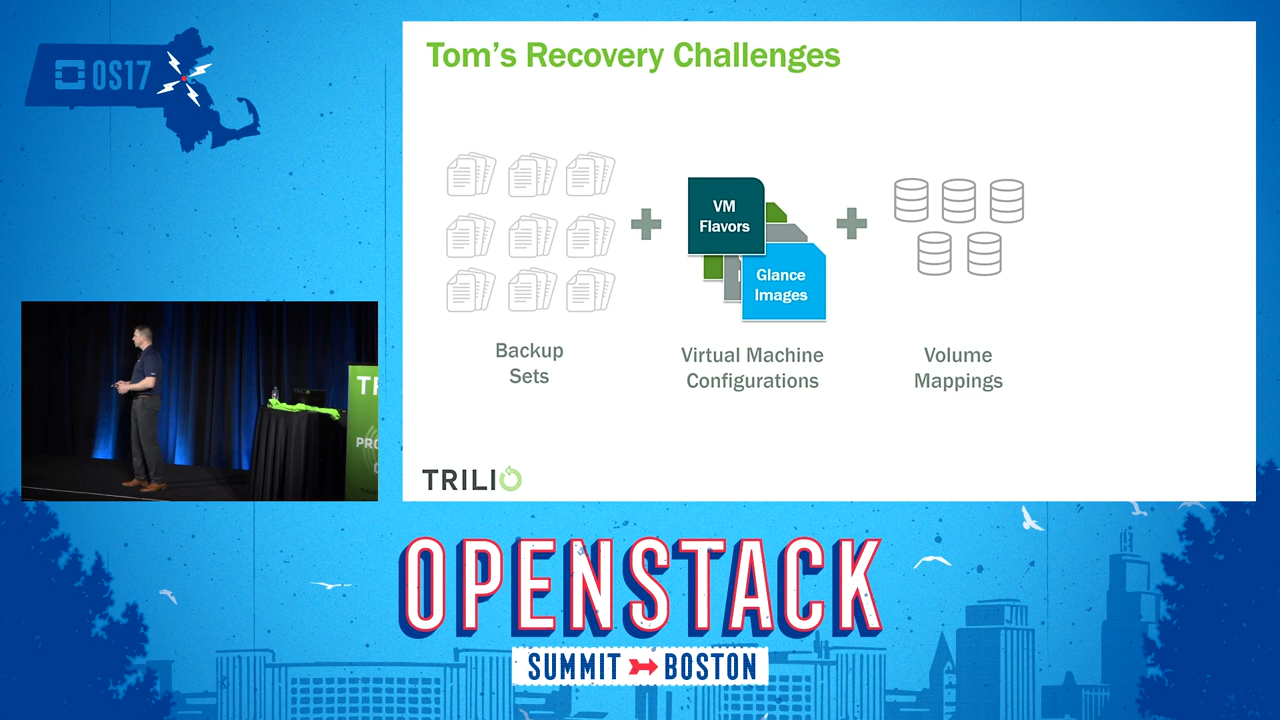 OS17
Tom's Recovery Challenges
VM
Flavors
Glance
Images
Backup
Sets
Virtual Machine
Configurations
Volume
Mappings
TRILIO
OPENSTACK
SUMMIT BOSTON